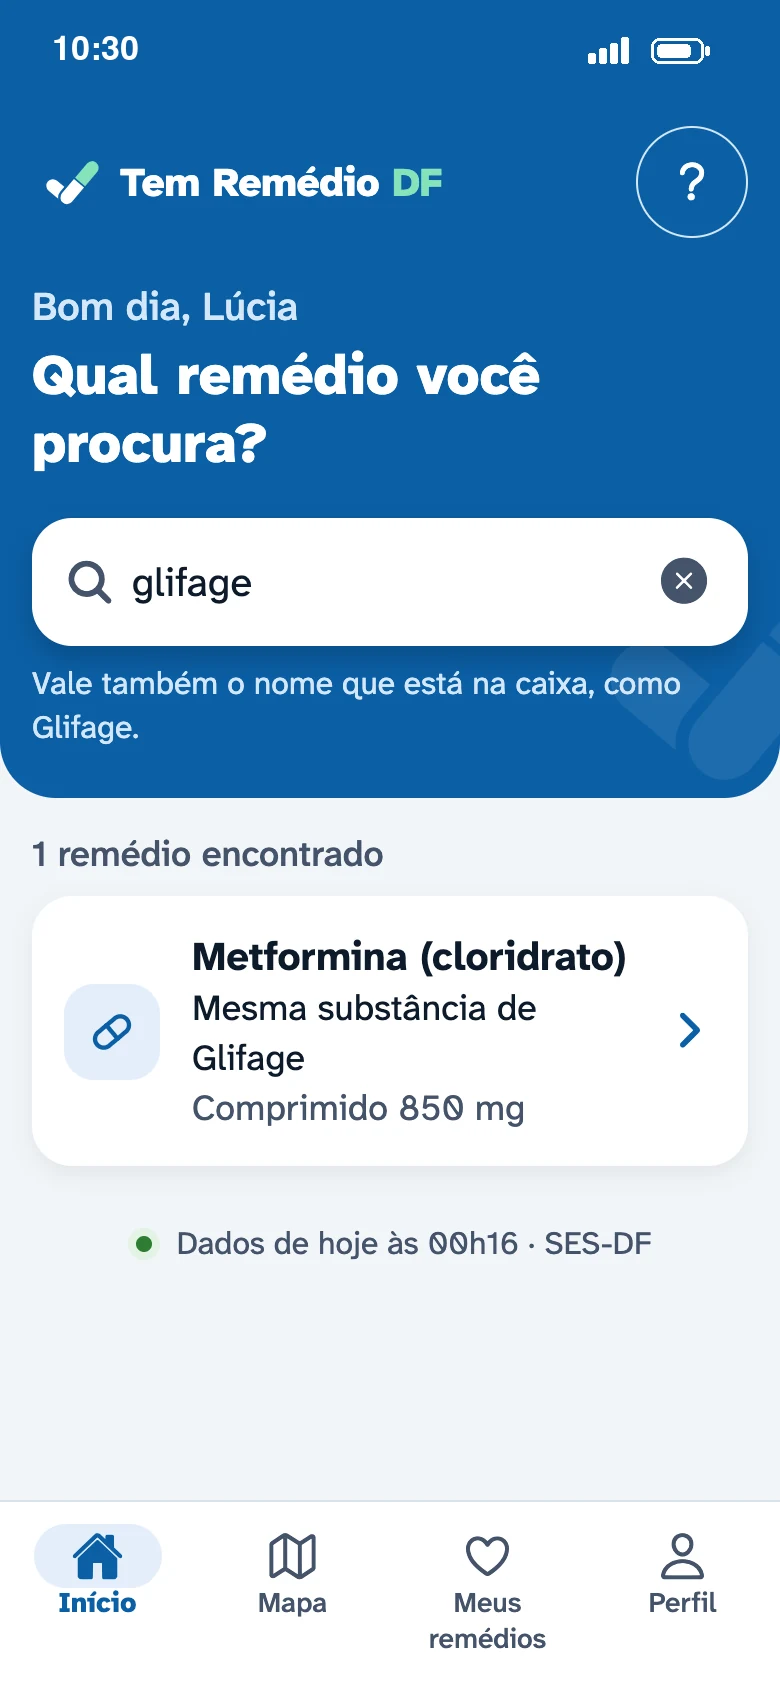 10:30
Tem Remédio DF
?
Bom dia, Lúcia
Qual remédio você
procura?
glifage
Vale também o nome que está na caixa, como
Glifage.
1 remédio encontrado
Metformina (cloridrato)
Mesma substância de
Glifage
Comprimido 850 mg
Dados de hoje às 00h16 · SES-DF
Início
Mapa
Meus
remédios
Perfil